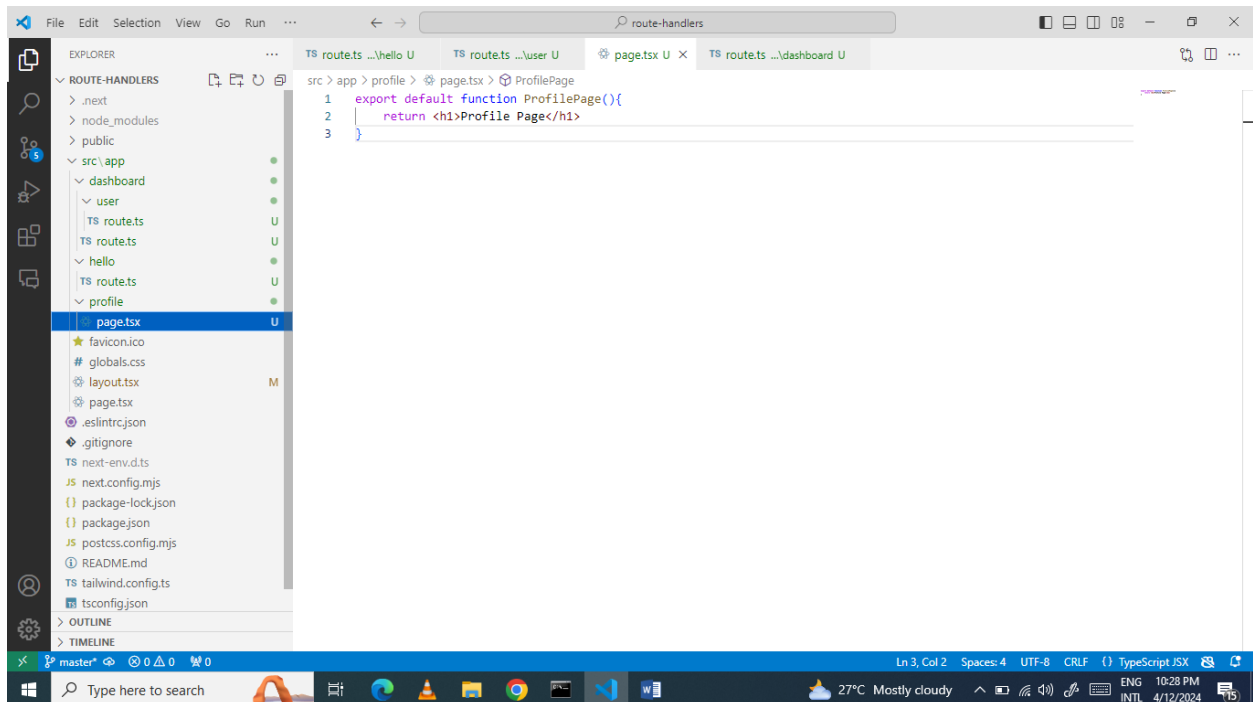 File Edit Selection View Go Run ···
route-handlers
EXPLORER
ROUTE-HANDLERS
.next
node_modules
public
src\app
dashboard
user
TS route.ts U
TS route.ts U
hello
TS route.ts U
profile
page.tsx U
favicon.ico
# globals.css
layout.tsx M
page.tsx
.eslintrc.json
.gitignore
TS next-env.d.ts
JS next.config.mjs
{} package-lock.json
{} package.json
JS postcss.config.mjs
README.md
TS tailwind.config.ts
tsconfig.json
OUTLINE
TIMELINE
TS route.ts ...\hello U TS route.ts ...\user U page.tsx U × TS route.ts ...\dashboard U
src > app > profile > page.tsx > ProfilePage
1 export default function ProfilePage(){
2 return <h1>Profile Page</h1>
3 }
5
master* 0 0 0
Ln 3, Col 2 Spaces: 4 UTF-8 CRLF {} TypeScript JSX
Type here to search
27°C Mostly cloudy
ENG
INTL
10:28 PM
4/12/2024
15